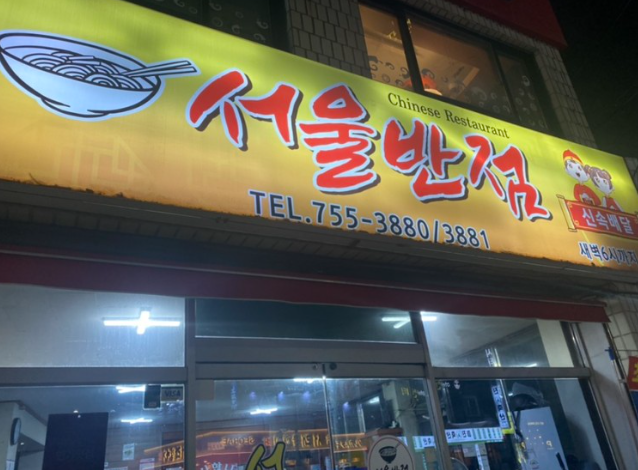 Chinese Restaurant
서울반점
TEL.755-3880/3881
신속배달
새벽6시까지